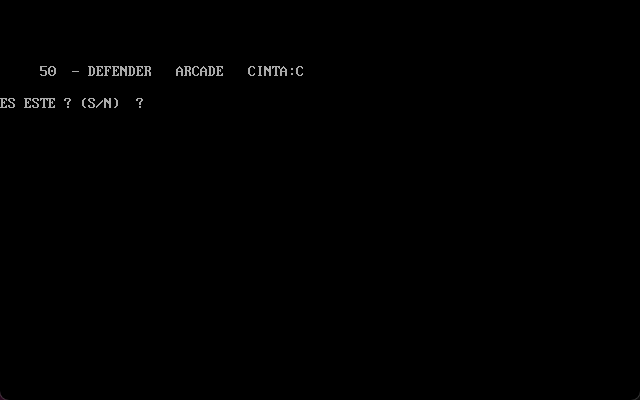 50 - DEFENDER ARCADE CINTA:C
ES ESTE ? (S/N) ?